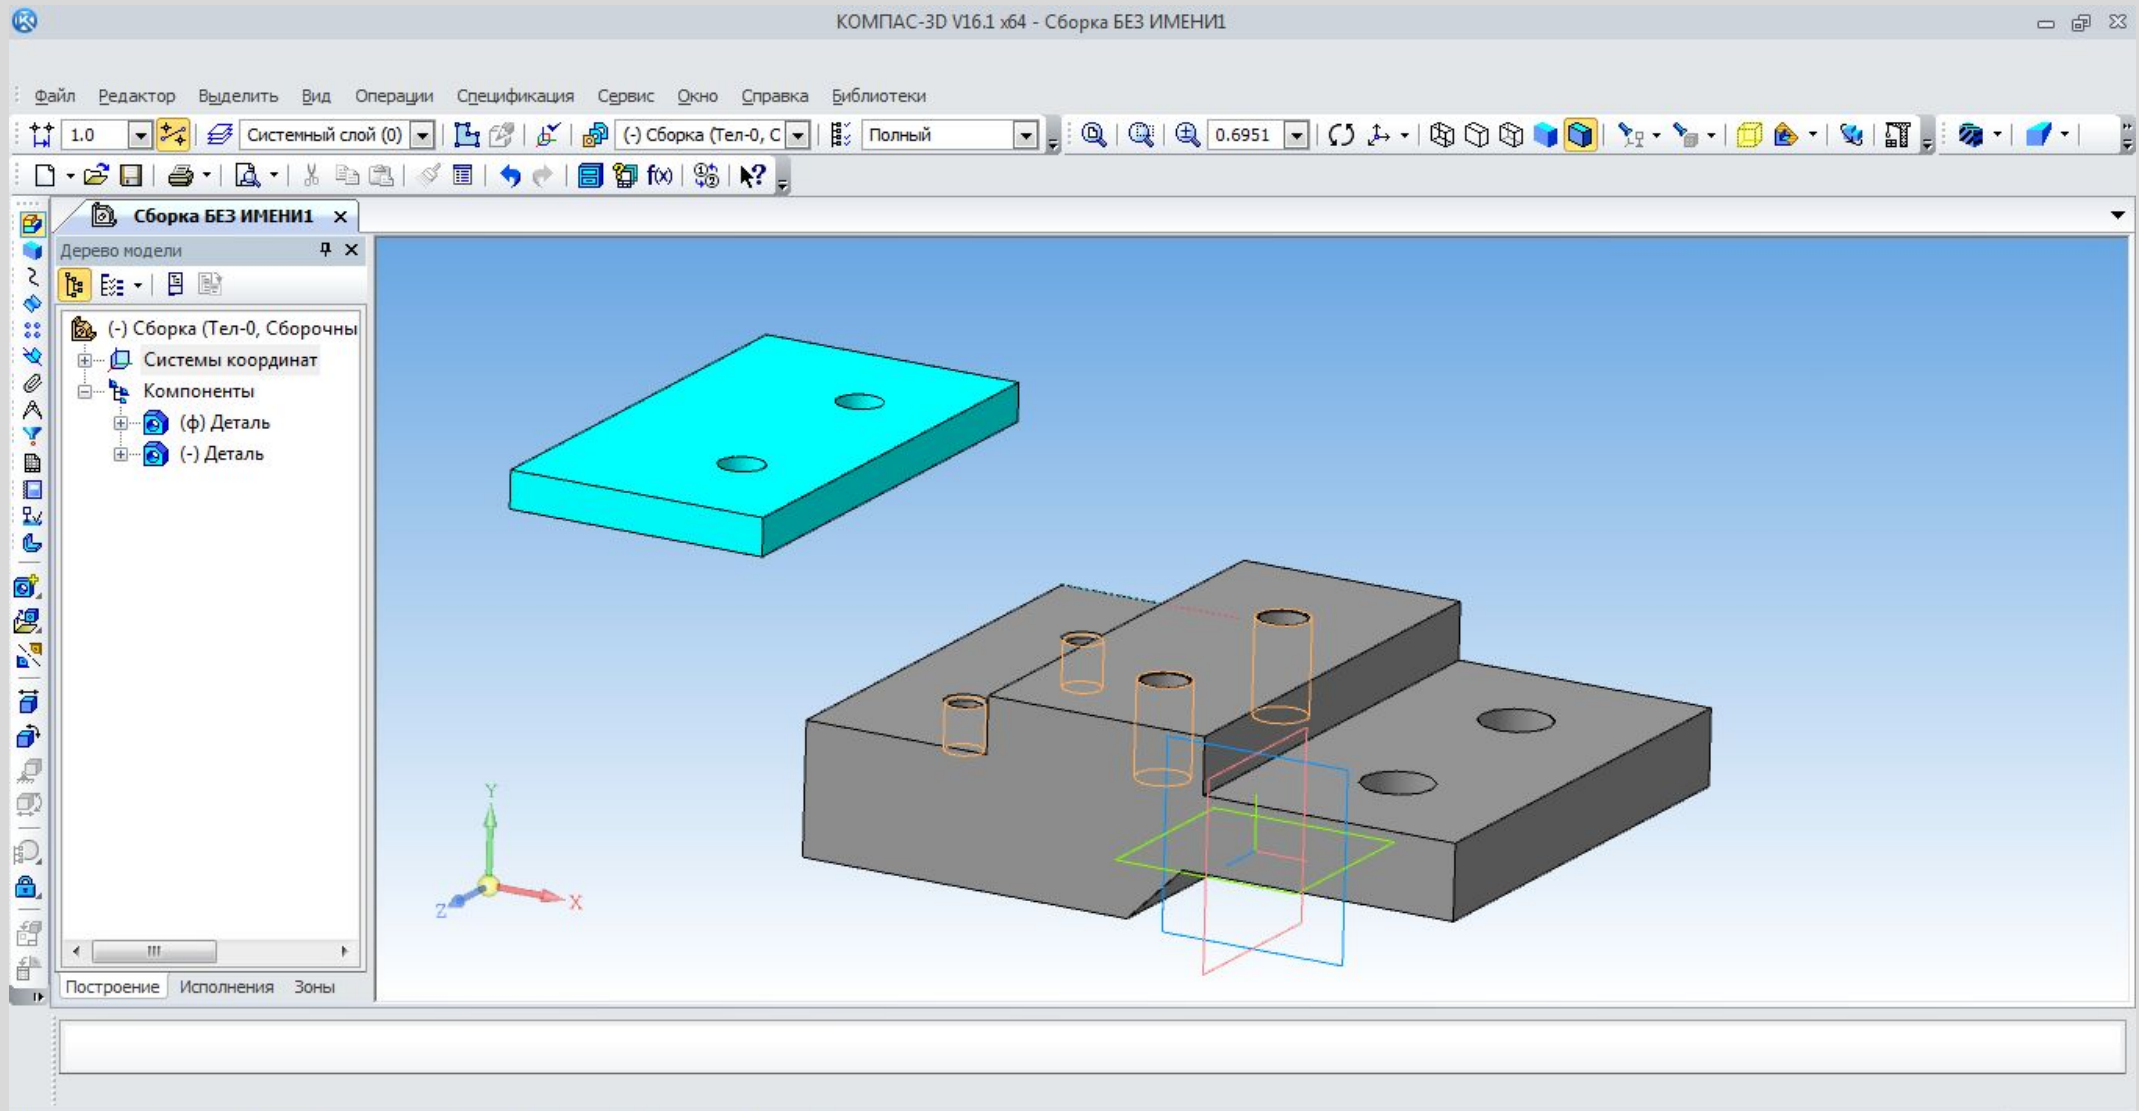 КОМПАС-3D V16.1 x64 - Сборка БЕЗ ИМЕНИ1
Файл Редактор Выделить Вид Операции Спецификация Сервис Окно Справка Библиотеки
1.0 Системный слой (0) (-) Сборка (Тел-0, С Полный 0.6951
f(x)
Сборка БЕЗ ИМЕНИ1
Дерево модели
(-) Сборка (Тел-0, Сборочны
Системы координат
Компоненты
(ф) Деталь
(-) Деталь
Y
Z X
Построение Исполнения Зоны